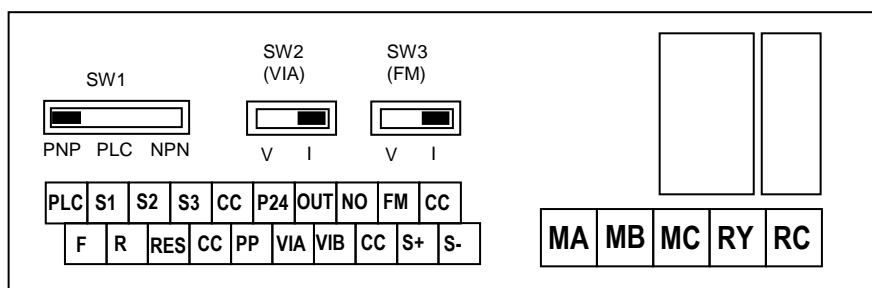 SW1
SW2
(VIA)
SW3
(FM)
PNP PLC NPN
V I
V I
PLC S1 S2 S3 CC P24 OUT NO FM CC
F R RES CC PP VIA VIB CC S+ S-
MA MB MC RY RC